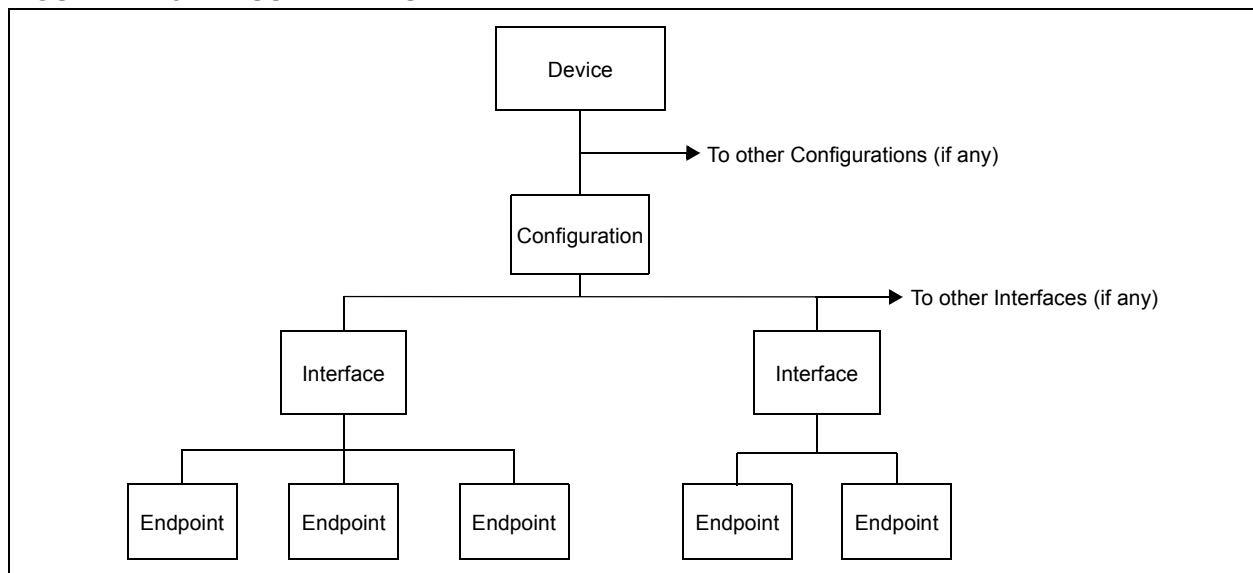 Device
To other Configurations (if any)
Configuration
To other Interfaces (if any)
Interface
Interface
Endpoint
Endpoint
Endpoint
Endpoint
Endpoint